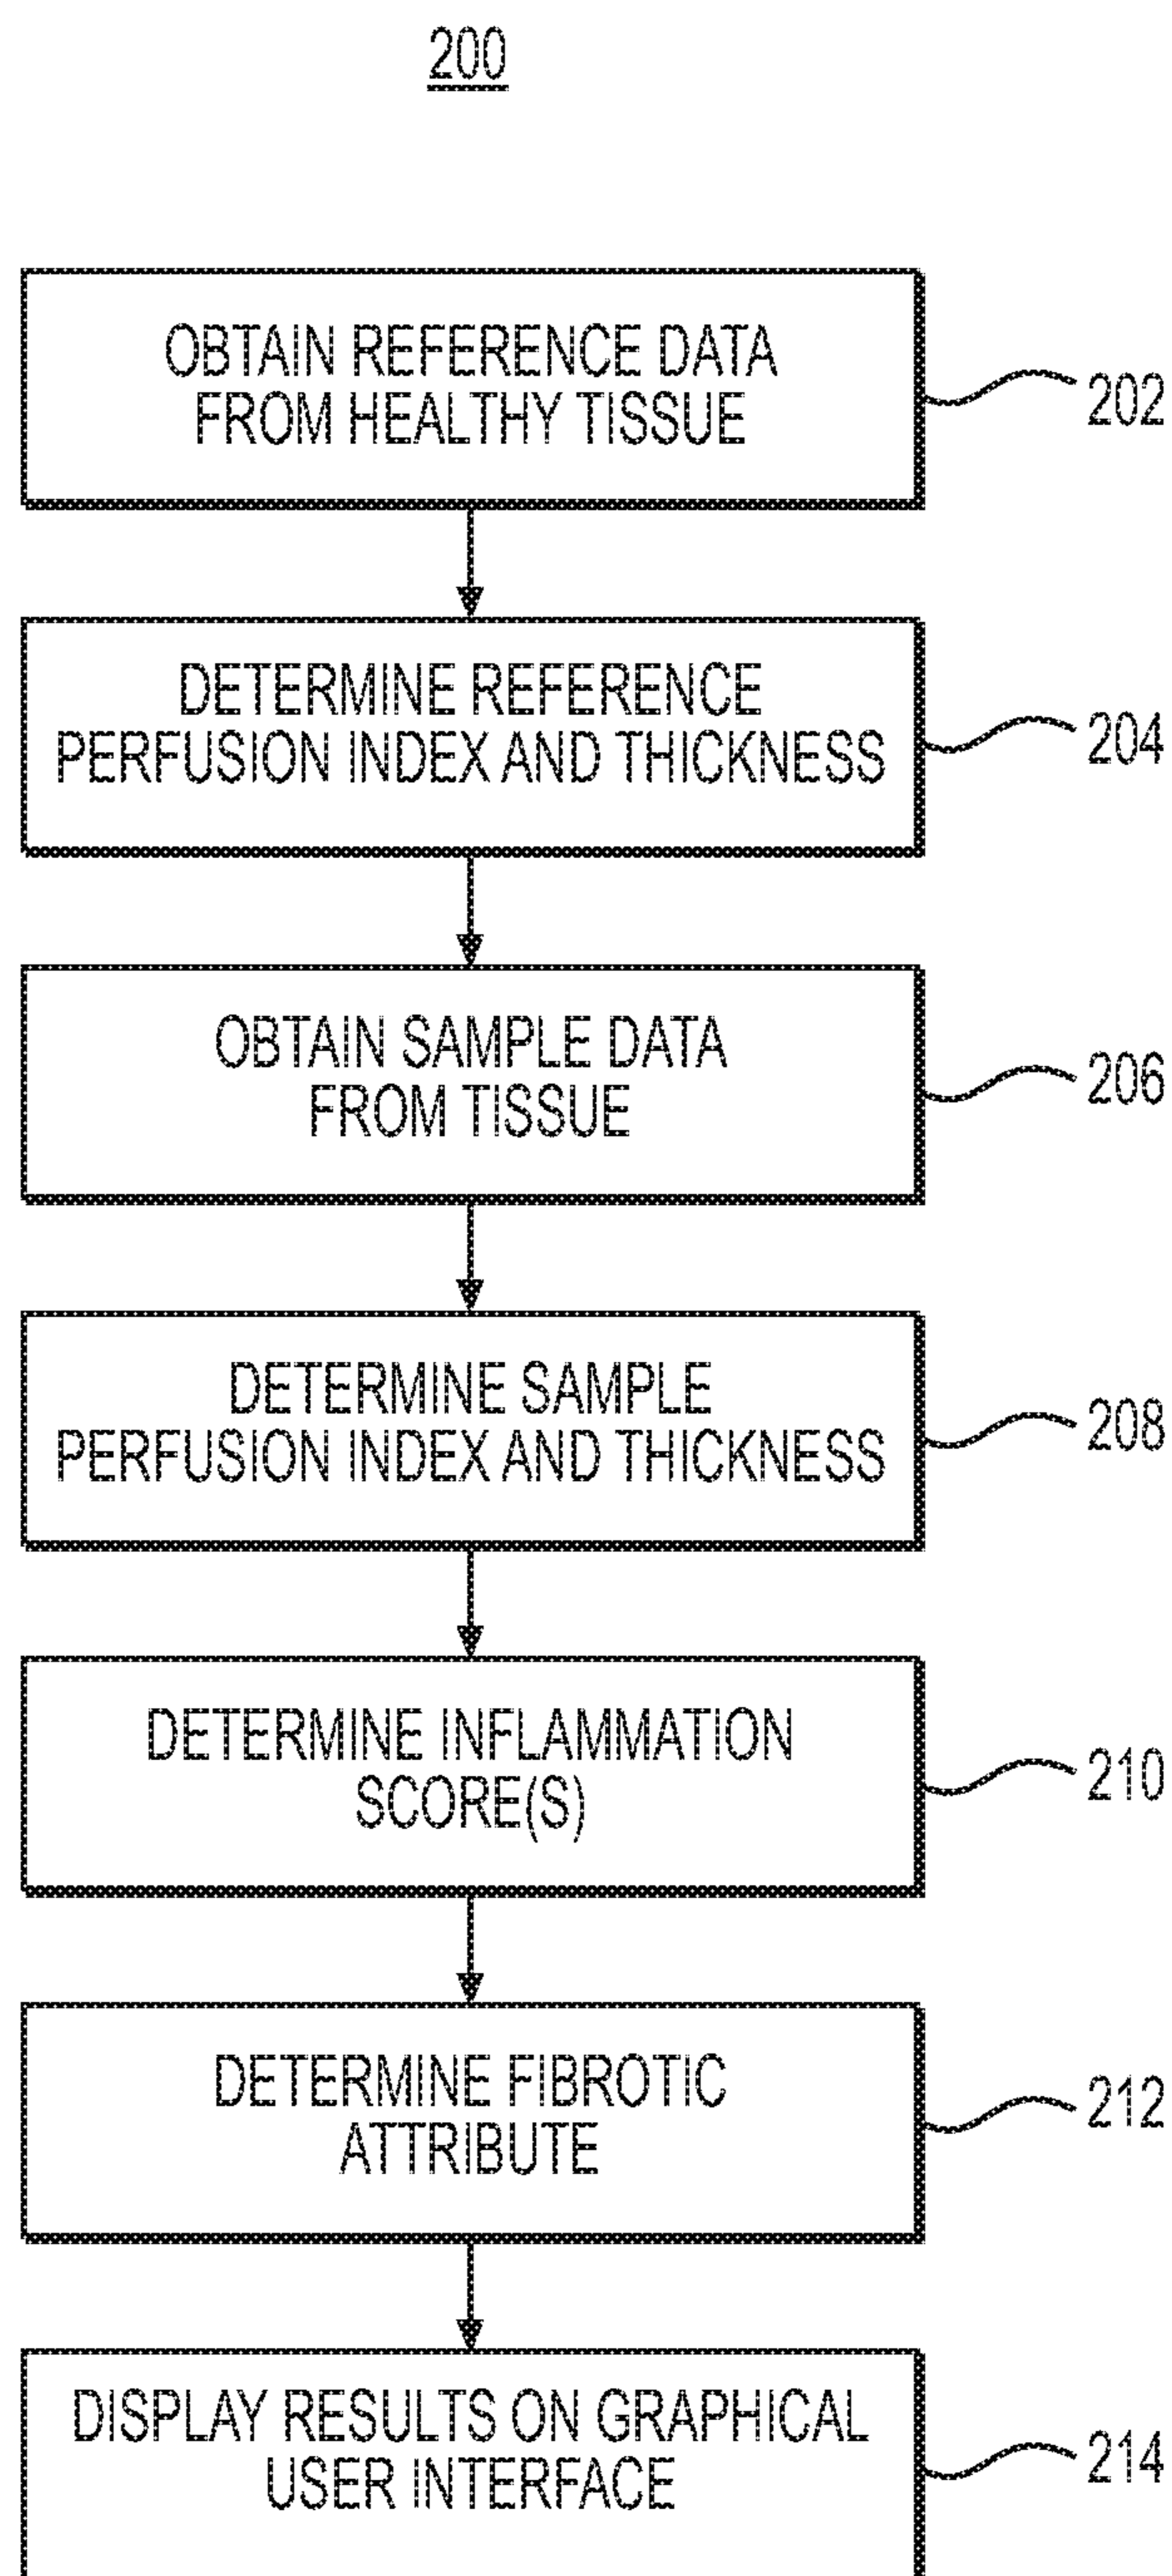 200
OBTAIN REFERENCE DATA
FROM HEALTHY TISSUE
202
DETERMINE REFERENCE
PERFUSION INDEX AND THICKNESS
204
OBTAIN SAMPLE DATA
FROM TISSUE
206
DETERMINE SAMPLE
PERFUSION INDEX AND THICKNESS
208
DETERMINE INFLAMMATION
SCORE(S)
210
DETERMINE FIBROTIC
ATTRIBUTE
212
DISPLAY RESULTS ON GRAPHICAL
USER INTERFACE
214